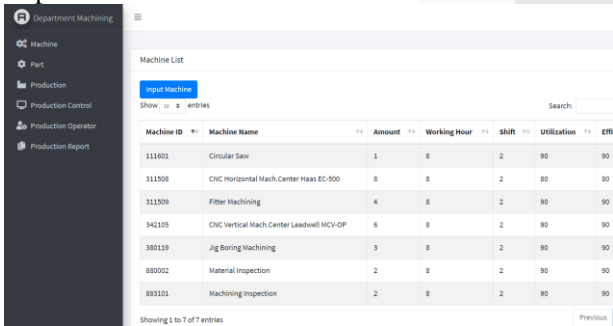 Department Machining
Machine
Part
Production
Production Control
Production Operator
Production Report
Machine List
Input Machine
Show 10 entries
Search:
Machine ID Machine Name Amount Working Hour Shift Utilization Effi
111601 Circular Saw 1 8 2 90 90
311508 CNC Horizontal Mach.Center Haas EC-500 8 8 2 80 80
311509 Fitter Machining 4 8 2 90 90
342105 CNC Vertical Mach.Center Leadwell MCV-OP 6 8 2 90 90
380119 Jig Boring Machining 3 8 2 90 90
880002 Material Inspection 2 8 2 90 90
883101 Machining Inspection 2 8 2 90 90
Showing 1 to 7 of 7 entries
Previous